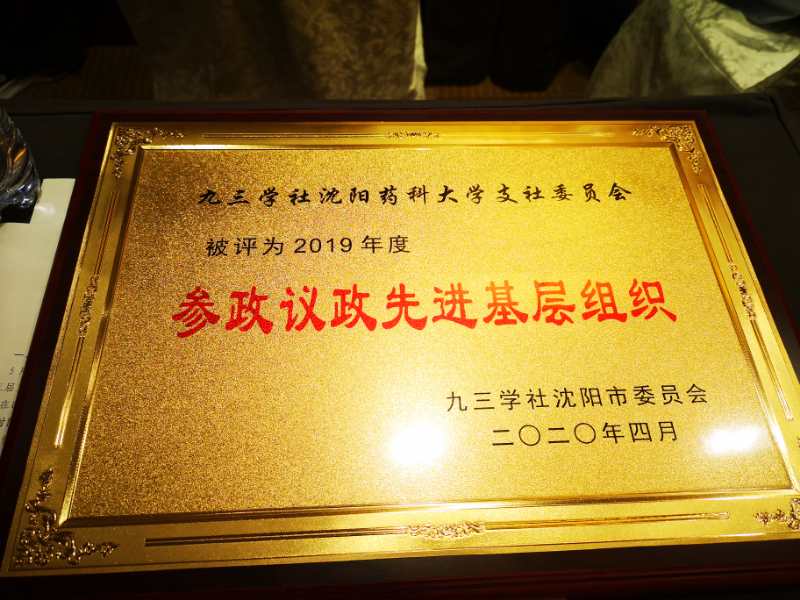 九三学社沈阳药科大学支社委员会
被评为2019年度
参政议政先进基层组织
九三学社沈阳市委员会
二〇二〇年四月